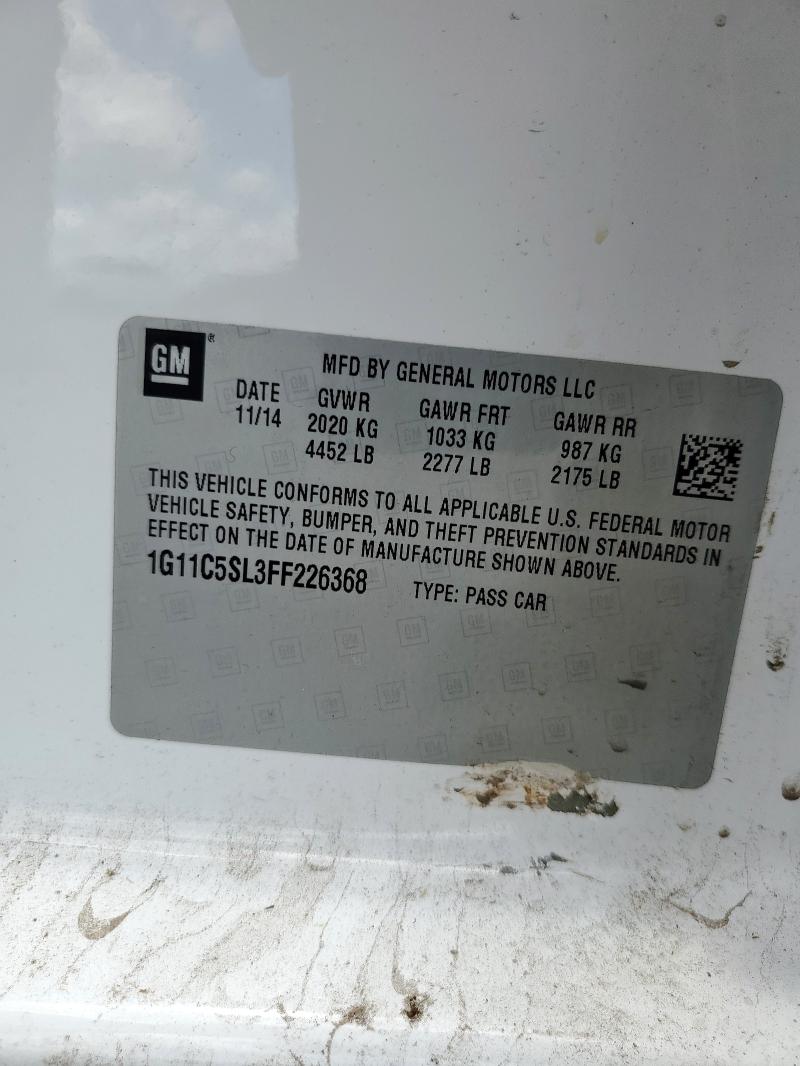 GM®
MFD BY GENERAL MOTORS LLC
DATE GVWR GAWR FRT GAWR RR
11/14 2020 KG 1033 KG 987 KG
4452 LB 2277 LB 2175 LB
THIS VEHICLE CONFORMS TO ALL APPLICABLE U.S. FEDERAL MOTOR
VEHICLE SAFETY, BUMPER, AND THEFT PREVENTION STANDARDS IN
EFFECT ON THE DATE OF MANUFACTURE SHOWN ABOVE.
1G11C5SL3FF226368 TYPE: PASS CAR